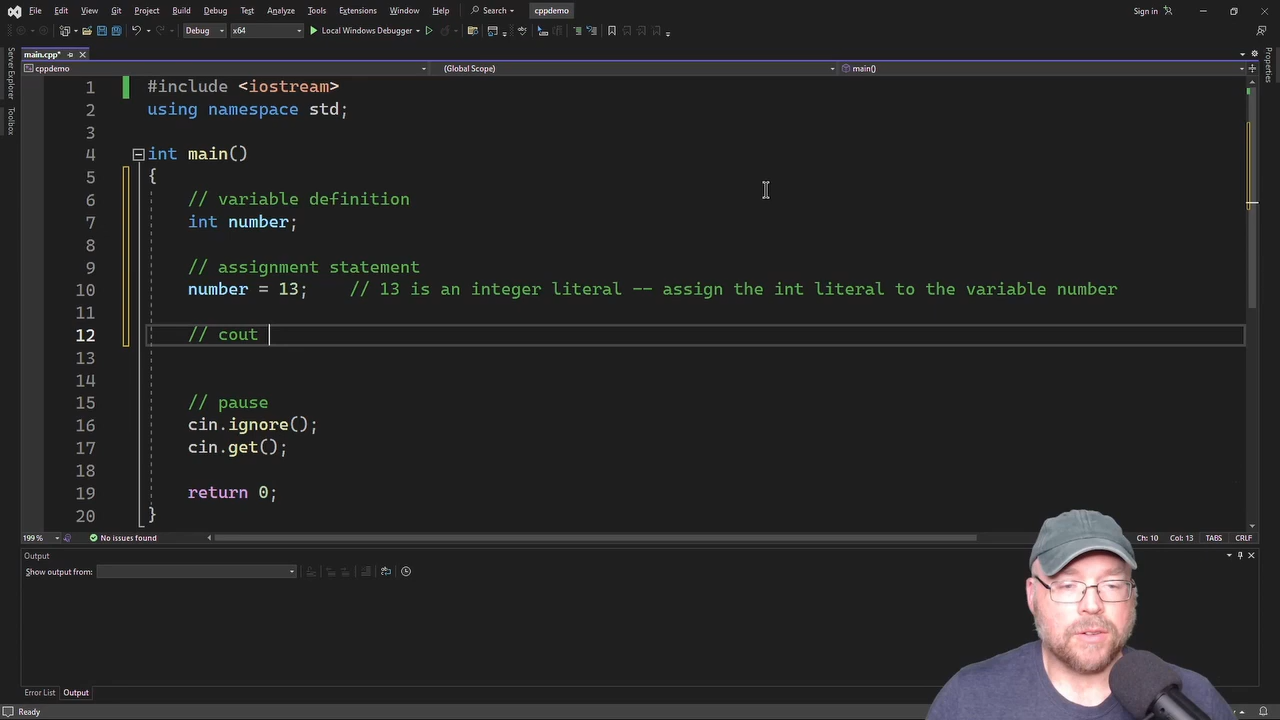 File Edit View Git Project Build Debug Test Analyze Tools Extensions Window Help Search cppdemo Sign in
Debug x64 Local Windows Debugger
main.cpp*
cppdemo (Global Scope) main()
Server Explorer
Toolbox
Properties
1 #include <iostream>
2 using namespace std;
3
4 int main()
5 {
6 // variable definition
7 int number;
8
9 // assignment statement
10 number = 13; // 13 is an integer literal -- assign the int literal to the variable number
11
12 // cout
13
14
15 // pause
16 cin.ignore();
17 cin.get();
18
19 return 0;
20 }
199 % No issues found Ch: 10 Col: 13 TABS CRLF
Output
Show output from:
Error List Output
Ready